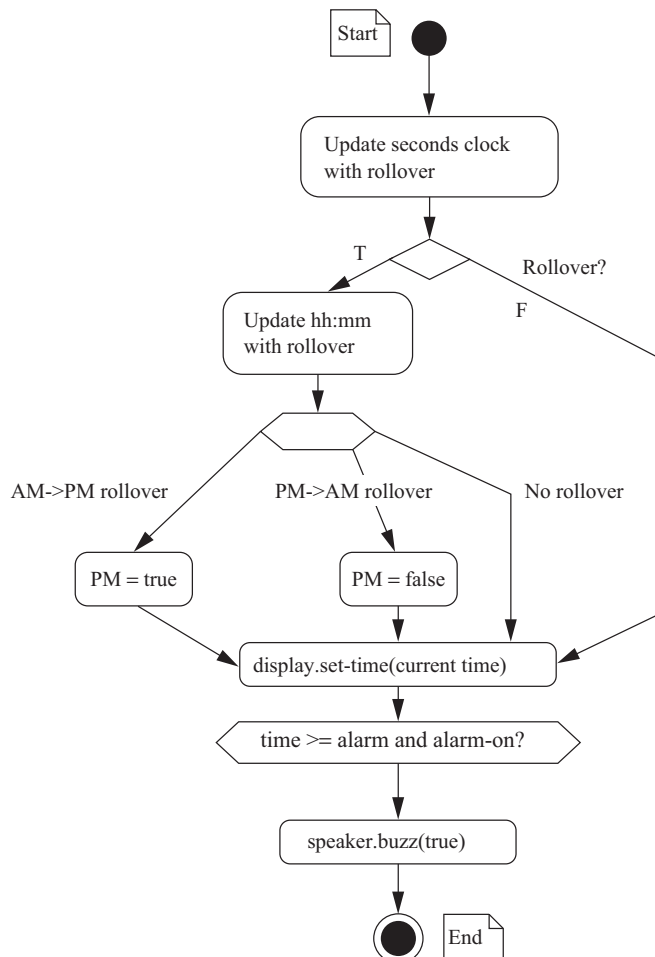 Start
Update seconds clock
with rollover
T
Rollover?
F
Update hh:mm
with rollover
AM->PM rollover
PM->AM rollover
No rollover
PM = true
PM = false
display.set-time(current time)
time >= alarm and alarm-on?
speaker.buzz(true)
End